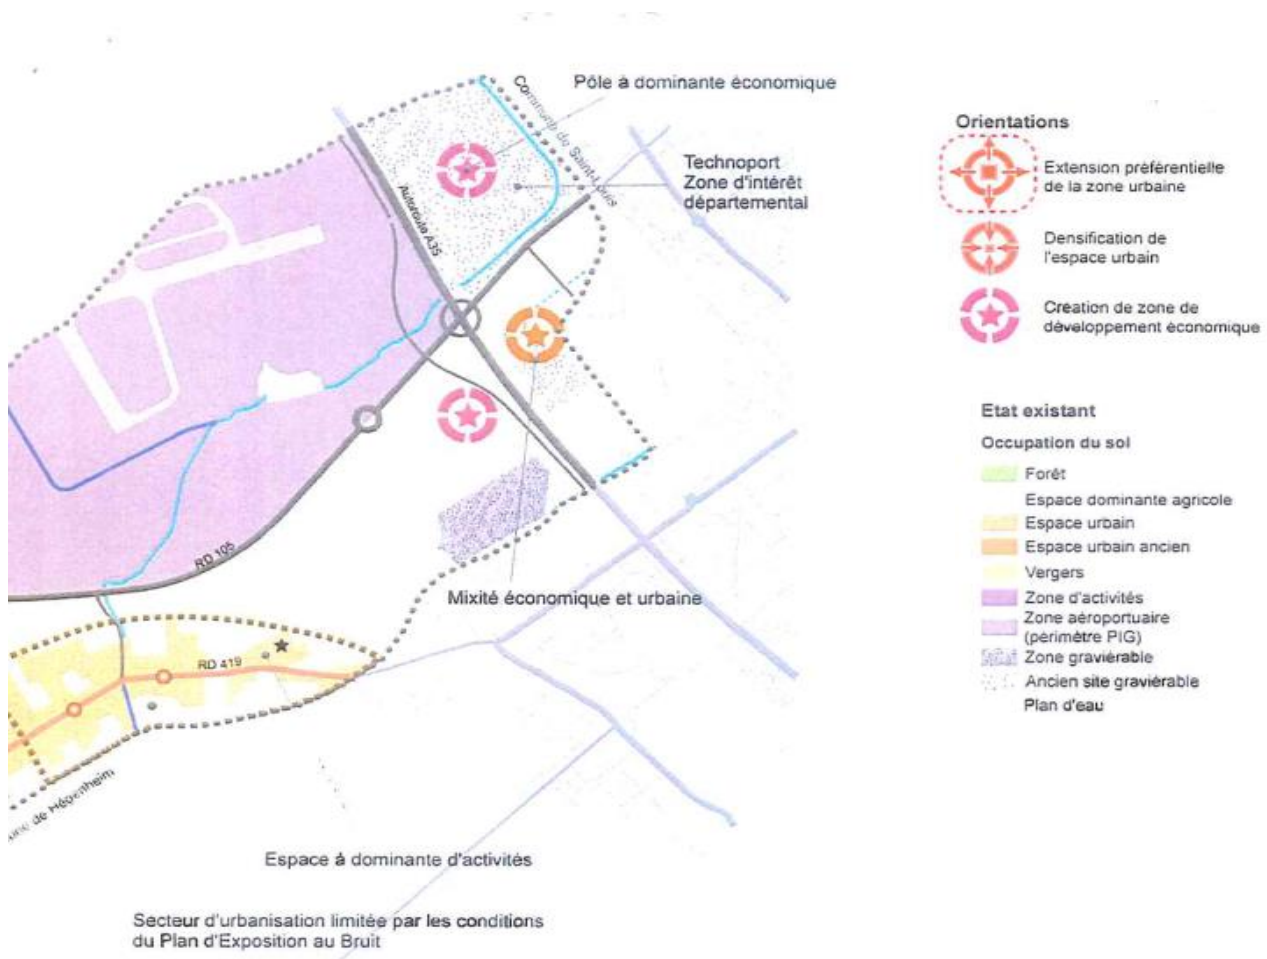 Pôle à dominante économique
Commune de Saint-Louis
Technoport
Zone d'intérêt
départemental
Autoroute A35
RD 105
Mixité économique et urbaine
RD 419
de Hégenheim
Espace à dominante d'activités
Secteur d'urbanisation limitée par les conditions
du Plan d'Exposition au Bruit
Orientations
Extension préférentielle
de la zone urbaine
Densification de
l'espace urbain
Création de zone de
développement économique
Etat existant
Occupation du sol
Forêt
Espace dominante agricole
Espace urbain
Espace urbain ancien
Vergers
Zone d'activités
Zone aéroportuaire
(périmètre PIG)
Zone graviérable
Ancien site graviérable
Plan d'eau